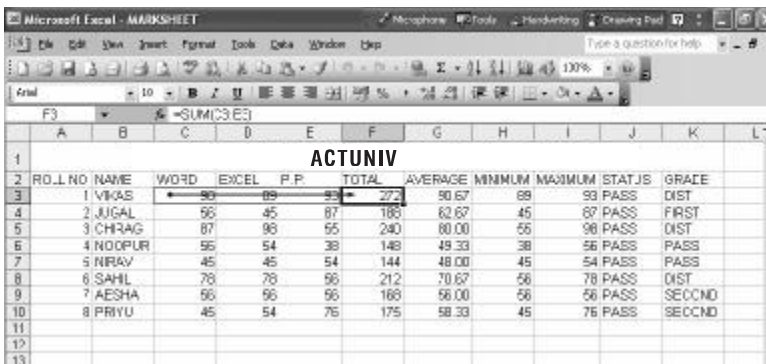 Microsoft Excel - MARKSHEET
Microphone Tools Handwriting Drawing Pad
File Edit View Insert Format Tools Data Window Help
Type a question for help
Arial 10 B I U
F3 =SUM(C3:E3)
A B C D E F G H I J K L
1 ACTUNIV
2 ROLL NO NAME WORD EXCEL P.P. TOTAL AVERAGE MINIMUM MAXIMUM STATUS GRADE
3 1 VIKAS 90 89 93 272 90.67 89 93 PASS DIST
4 2 JUGAL 56 45 87 188 62.67 45 87 PASS FIRST
5 3 CHIRAG 87 98 55 240 80.00 55 98 PASS DIST
6 4 NOOPUR 56 54 38 148 49.33 38 56 PASS PASS
7 5 NIRAV 45 45 54 144 48.00 45 54 PASS PASS
8 6 SAHIL 78 78 56 212 70.67 56 78 PASS DIST
9 7 AESHA 56 56 56 168 56.00 56 56 PASS SECOND
10 8 PRIYU 45 54 76 175 58.33 45 76 PASS SECOND
11
12
13